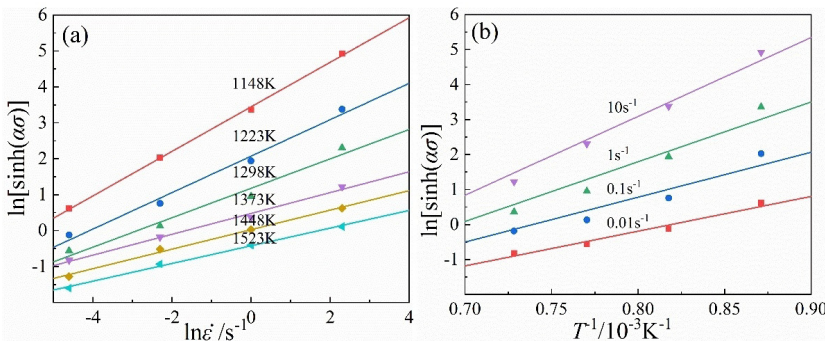 (a)
ln[sinh(ασ)]
6
5
4
3
2
1
0
-1
1148K
1223K
1298K
1373K
1448K
1523K
-4
-2
0
2
4
lnε̇ /s⁻¹
(b)
ln[sinh(ασ)]
6
5
4
3
2
1
0
-1
10s⁻¹
1s⁻¹
0.1s⁻¹
0.01s⁻¹
0.70
0.75
0.80
0.85
0.90
T⁻¹/10⁻³K⁻¹